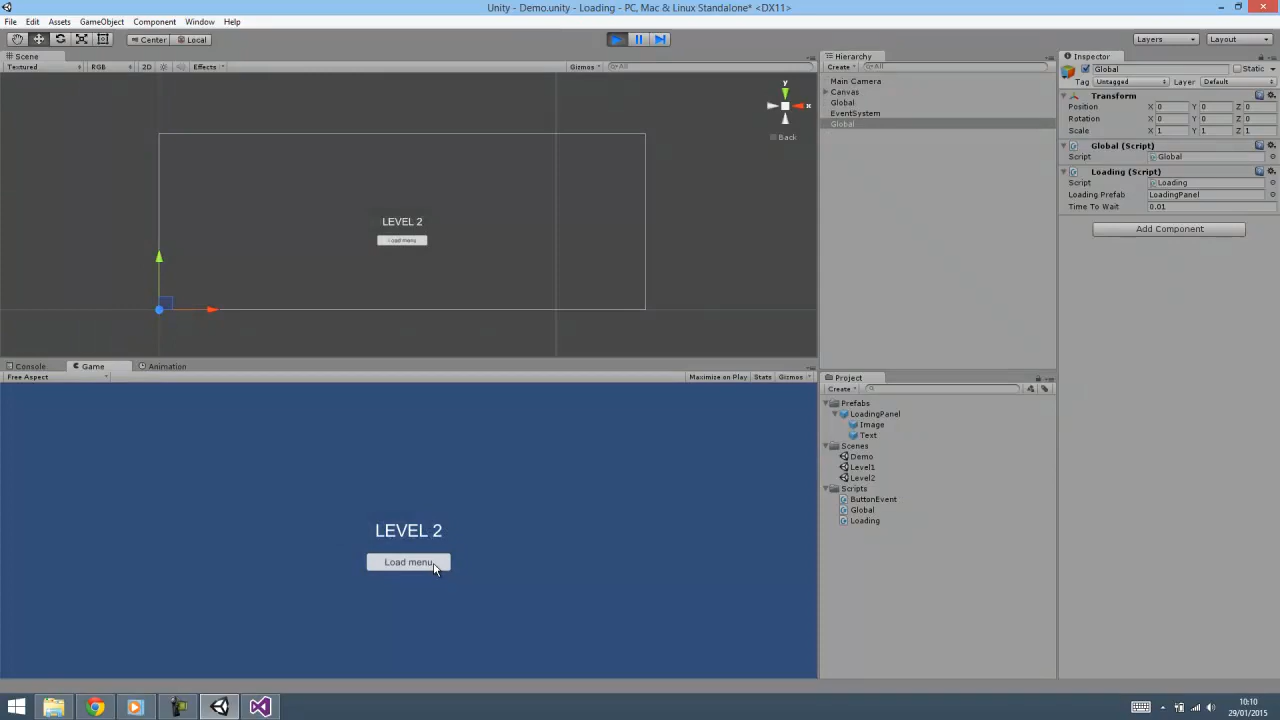 Unity - Demo.unity - Loading - PC, Mac & Linux Standalone* <DX11>
File Edit Assets GameObject Component Window Help
Center Local Layers Layout
Scene
Textured RGB 2D Effects Gizmos All
y
x
Back
LEVEL 2
Load menu
Hierarchy
Create All
Main Camera
Canvas
Global
EventSystem
Global
Inspector
Global Static
Tag Untagged Layer Default
Transform
Position X 0 Y 0 Z 0
Rotation X 0 Y 0 Z 0
Scale X 1 Y 1 Z 1
Global (Script)
Script Global
Loading (Script)
Script Loading
Loading Prefab LoadingPanel
Time To Wait 0.01
Add Component
Console Game Animation
Free Aspect Maximize on Play Stats Gizmos
LEVEL 2
Load menu
Project
Create
Prefabs
LoadingPanel
Image
Text
Scenes
Demo
Level1
Level2
Scripts
ButtonEvent
Global
Loading
10:10
29/01/2015